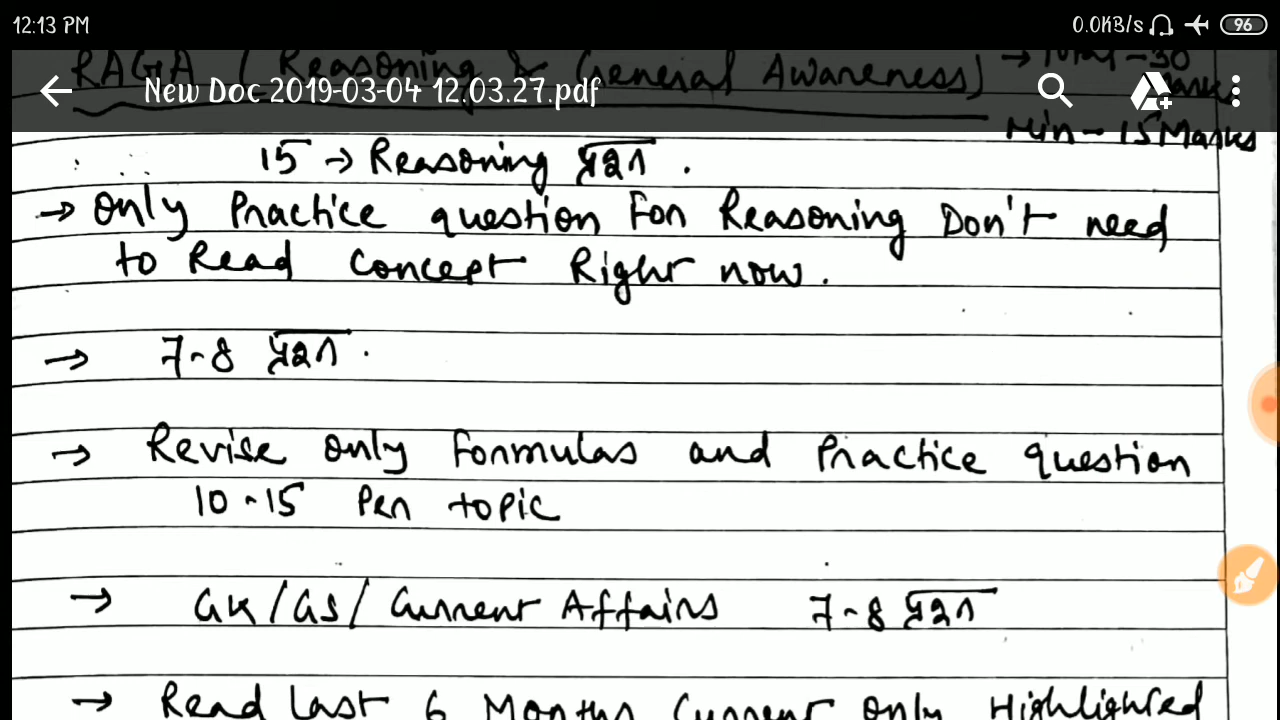 12:13 PM 0.0KB/s 96
RAGA ( Reasoning & General Awareness) → Total - 30
Marks
New Doc 2019-03-04 12.03.27.pdf
Min - 15 Marks
15 → Reasoning प्रश्न .
→ Only Practice question For Reasoning Don't need
to Read Concept Right now.
→ 7-8 प्रश्न .
→ Revise only Formulas and Practice question
10-15 Per topic
→ GK/GS/ Current Affairs 7-8 प्रश्न
→ Read last 6 Months Current only Highlighted